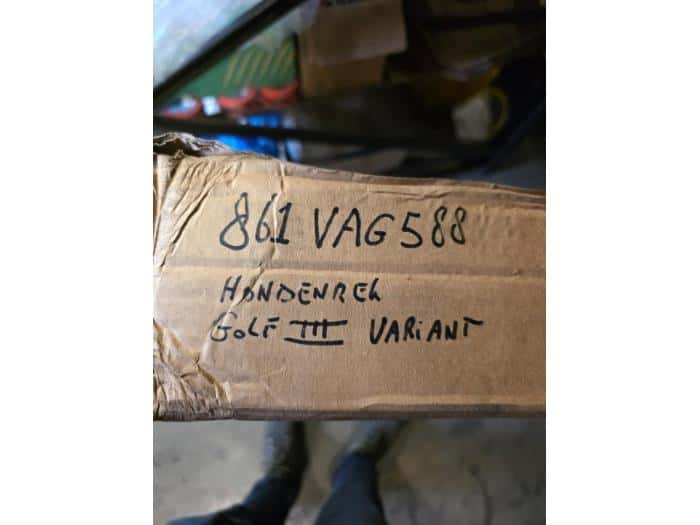 861 VAG588
HONDENREK
GOLF III VARIANT